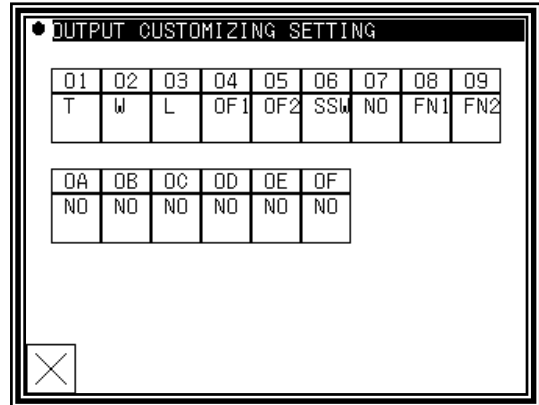 OUTPUT CUSTOMIZING SETTING
01 02 03 04 05 06 07 08 09
T W L OF1 OF2 SSW NO FN1 FN2
0A 0B 0C 0D 0E 0F
NO NO NO NO NO NO